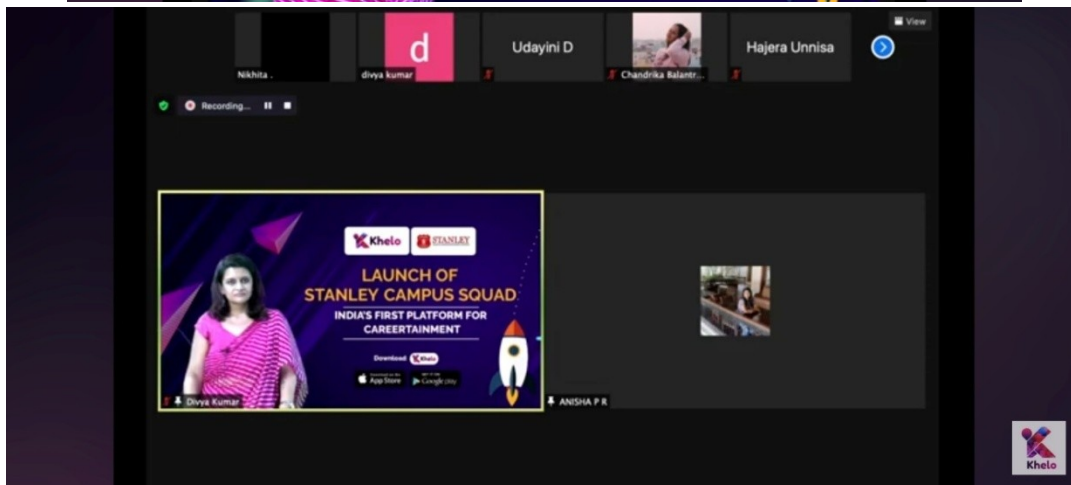 View
d
Udayini D
Hajera Unnisa
Nikhita .
divya kumar
Chandrika Balantr...
Recording...
Khelo
STANLEY
LAUNCH OF
STANLEY CAMPUS SQUAD
INDIA'S FIRST PLATFORM FOR
CAREERTAINMENT
Download Khelo
App Store
Google play
Divya Kumar
ANISHA P R
Khelo